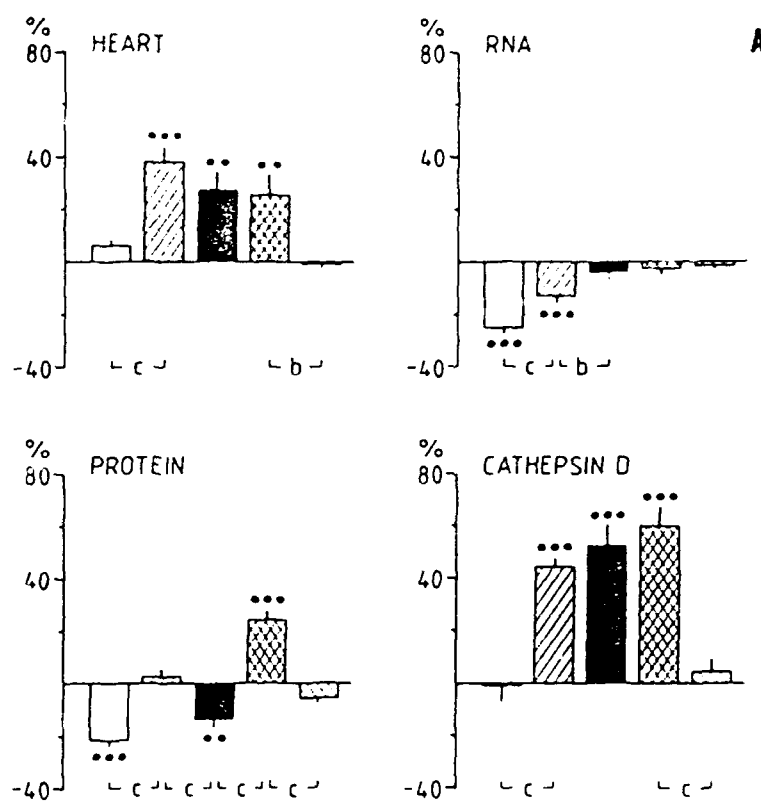 % HEART
80
•••
•• ••
40
-40 c b
% RNA A
80
40
•••
•••
-40 c b
% PROTEIN
80
40
•••
•••
••
-40 c c c c
% CATHEPSIN D
80
•••
•••
•••
40
-40 c c